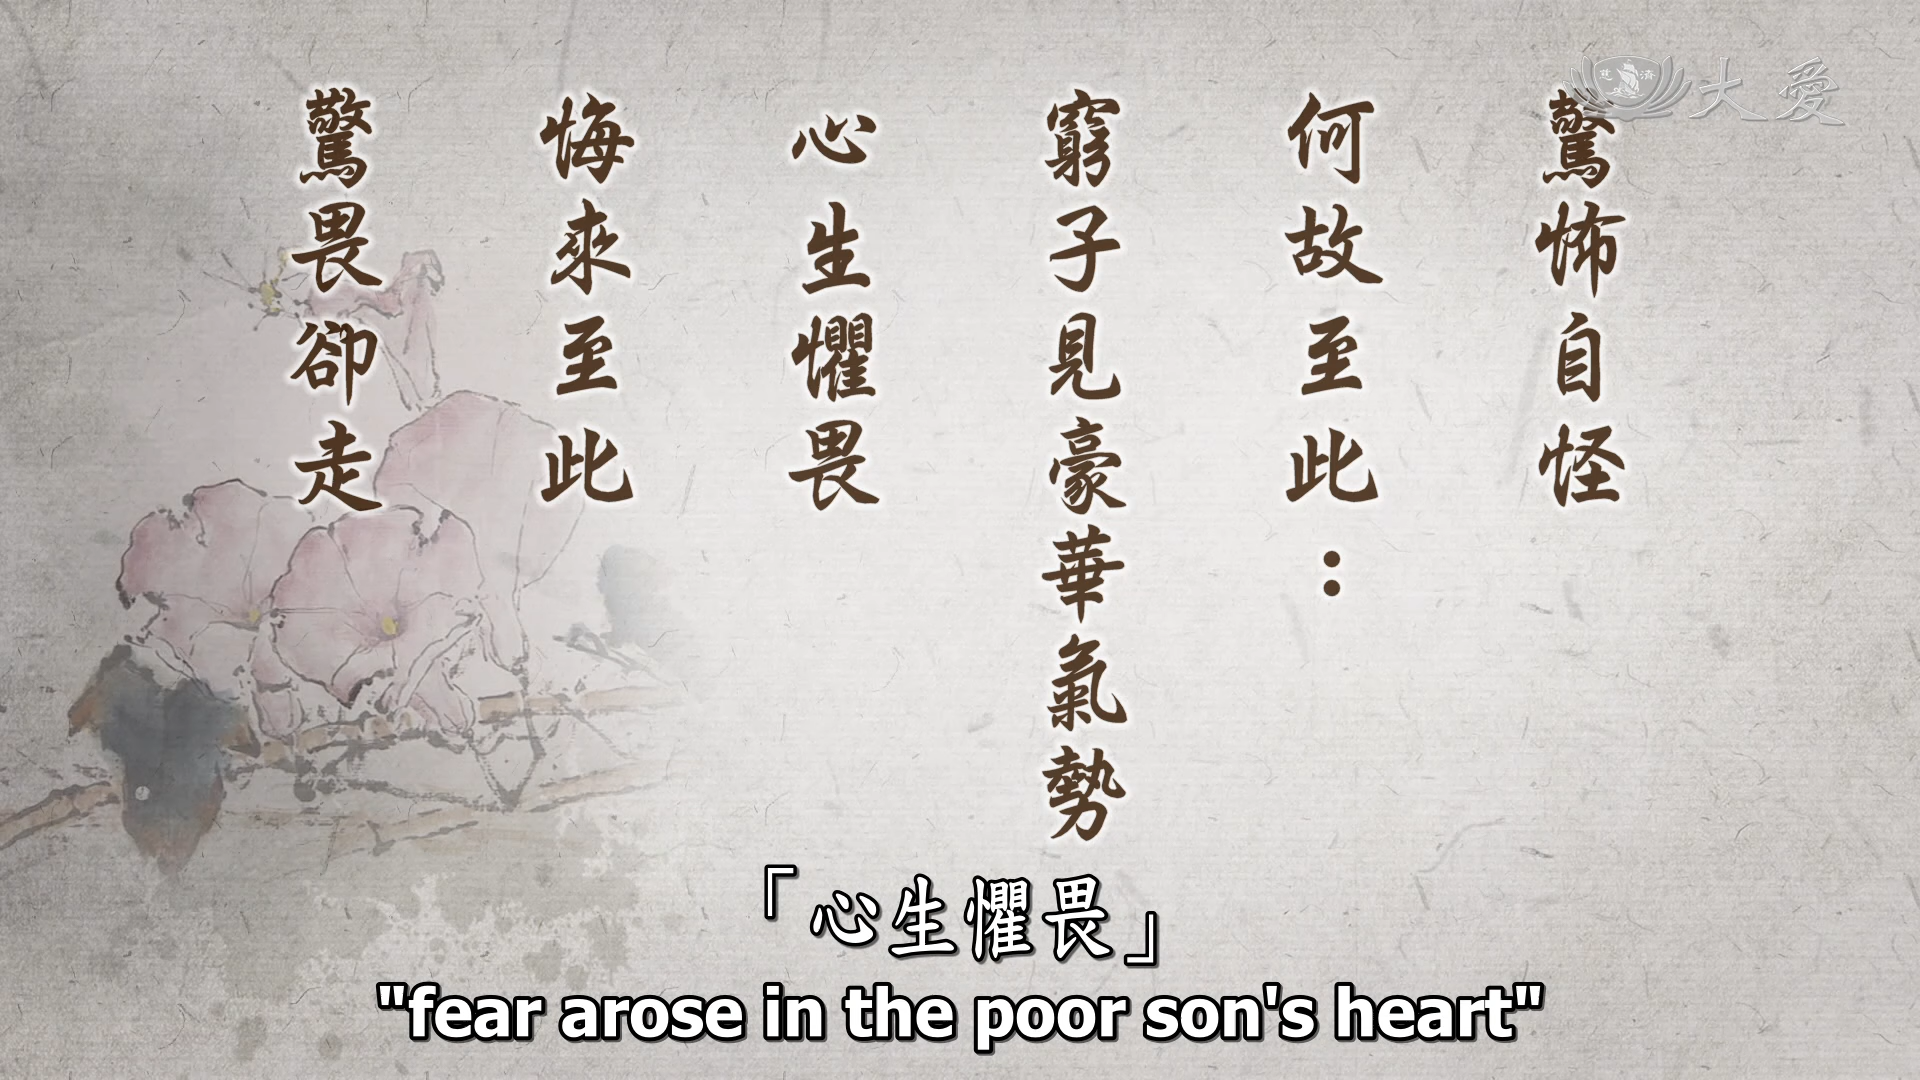 驚怖自怪
何故至此：
窮子見豪華氣勢
心生懼畏
悔來至此
驚畏卻走
慈濟
大愛
「心生懼畏」
"fear arose in the poor son's heart"